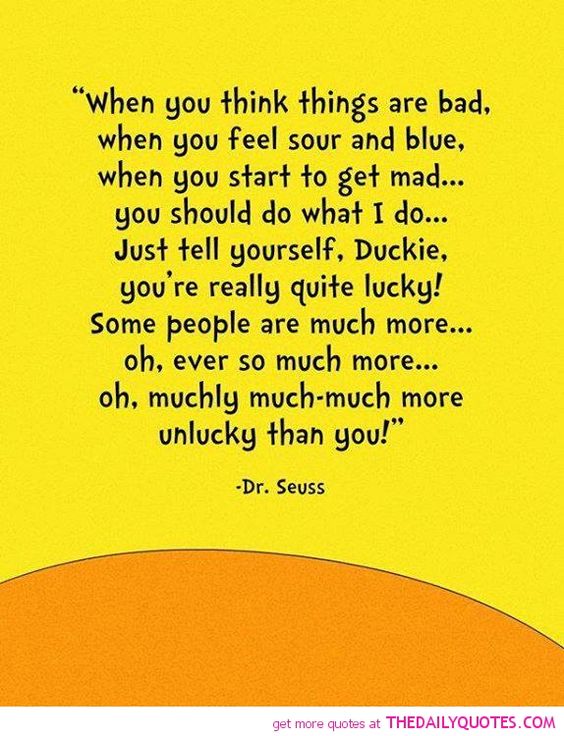 “When you think things are bad,
when you feel sour and blue,
when you start to get mad...
you should do what I do...
Just tell yourself, Duckie,
you’re really quite lucky!
Some people are much more...
oh, ever so much more...
oh, muchly much-much more
unlucky than you!”
-Dr. Seuss
get more quotes at THEDAILYQUOTES.COM